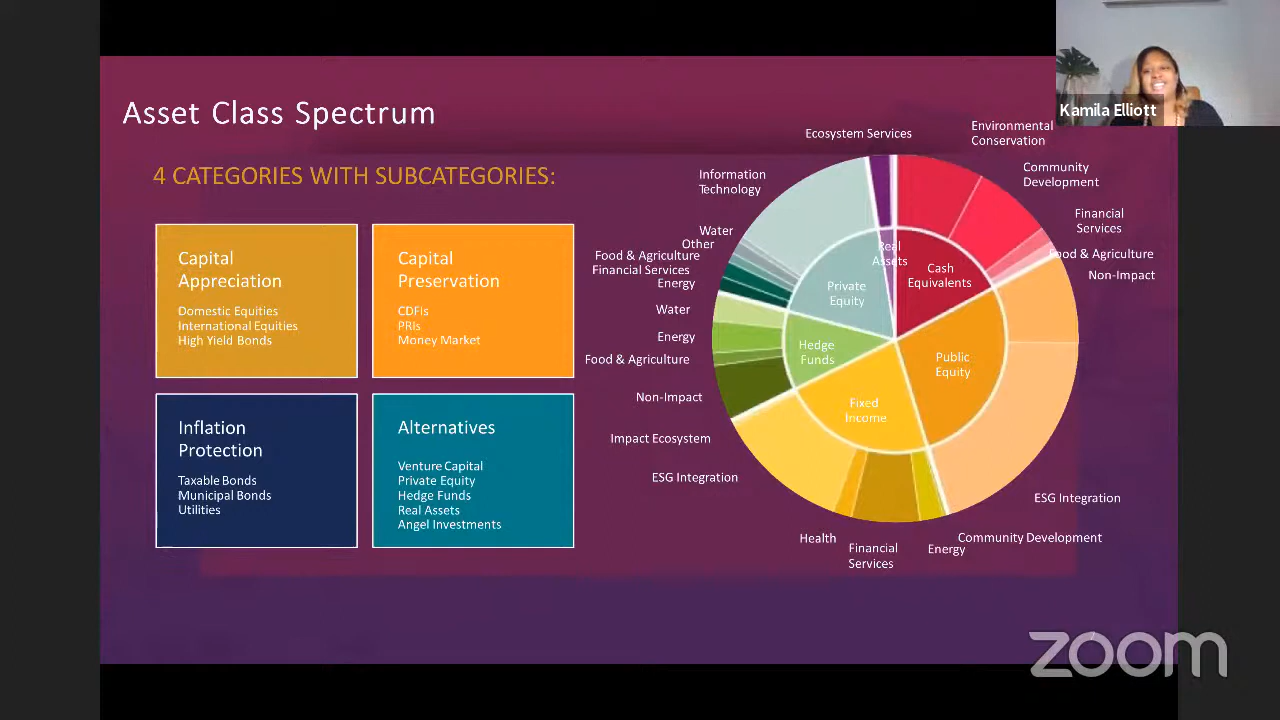 Kamila Elliott
Asset Class Spectrum
4 CATEGORIES WITH SUBCATEGORIES:
Capital
Appreciation
Domestic Equities
International Equities
High Yield Bonds
Capital
Preservation
CDFIs
PRIs
Money Market
Inflation
Protection
Taxable Bonds
Municipal Bonds
Utilities
Alternatives
Venture Capital
Private Equity
Hedge Funds
Real Assets
Angel Investments
Ecosystem Services
Environmental
Conservation
Community
Development
Financial
Services
Food & Agriculture
Non-Impact
Information
Technology
Water
Other
Food & Agriculture
Financial Services
Energy
Water
Energy
Food & Agriculture
Non-Impact
Impact Ecosystem
ESG Integration
Health
Financial
Services
Energy
Community Development
ESG Integration
Real
Assets
Cash
Equivalents
Private
Equity
Hedge
Funds
Public
Equity
Fixed
Income
7
zoom